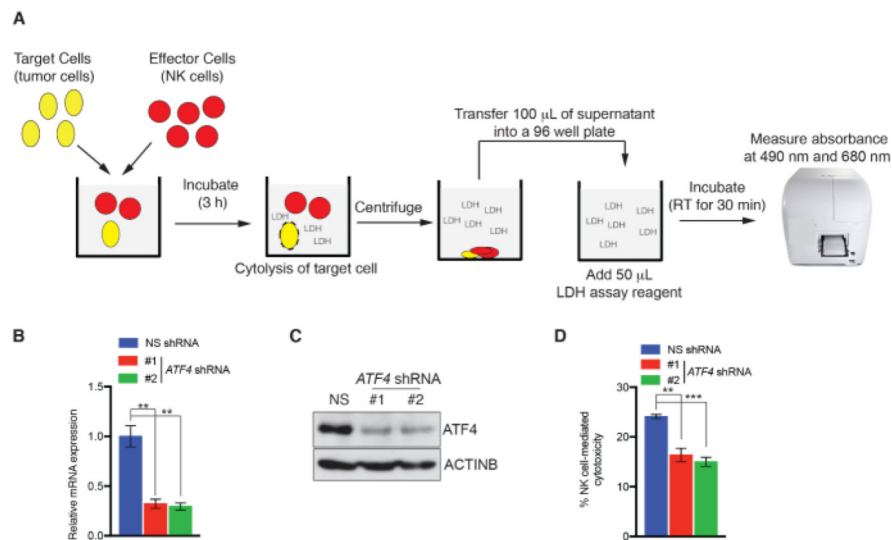 A
Target Cells
(tumor cells)
Effector Cells
(NK cells)
Transfer 100 µL of supernatant
into a 96 well plate
Measure absorbance
at 490 nm and 680 nm
Incubate
(3 h)
LDH
LDH
LDH
Cytolysis of target cell
Centrifuge
LDH
LDH
LDH
LDH
LDH
LDH
LDH
LDH
LDH
LDH
Add 50 µL
LDH assay reagent
Incubate
(RT for 30 min)
B
NS shRNA
#1
#2
ATF4 shRNA
Relative mRNA expression
1.5
1.0
0.5
0.0
**
**
C
ATF4 shRNA
NS #1 #2
ATF4
ACTINB
D
NS shRNA
#1
#2
ATF4 shRNA
% NK cell-mediated
cytotoxicity
30
20
10
0
**
***